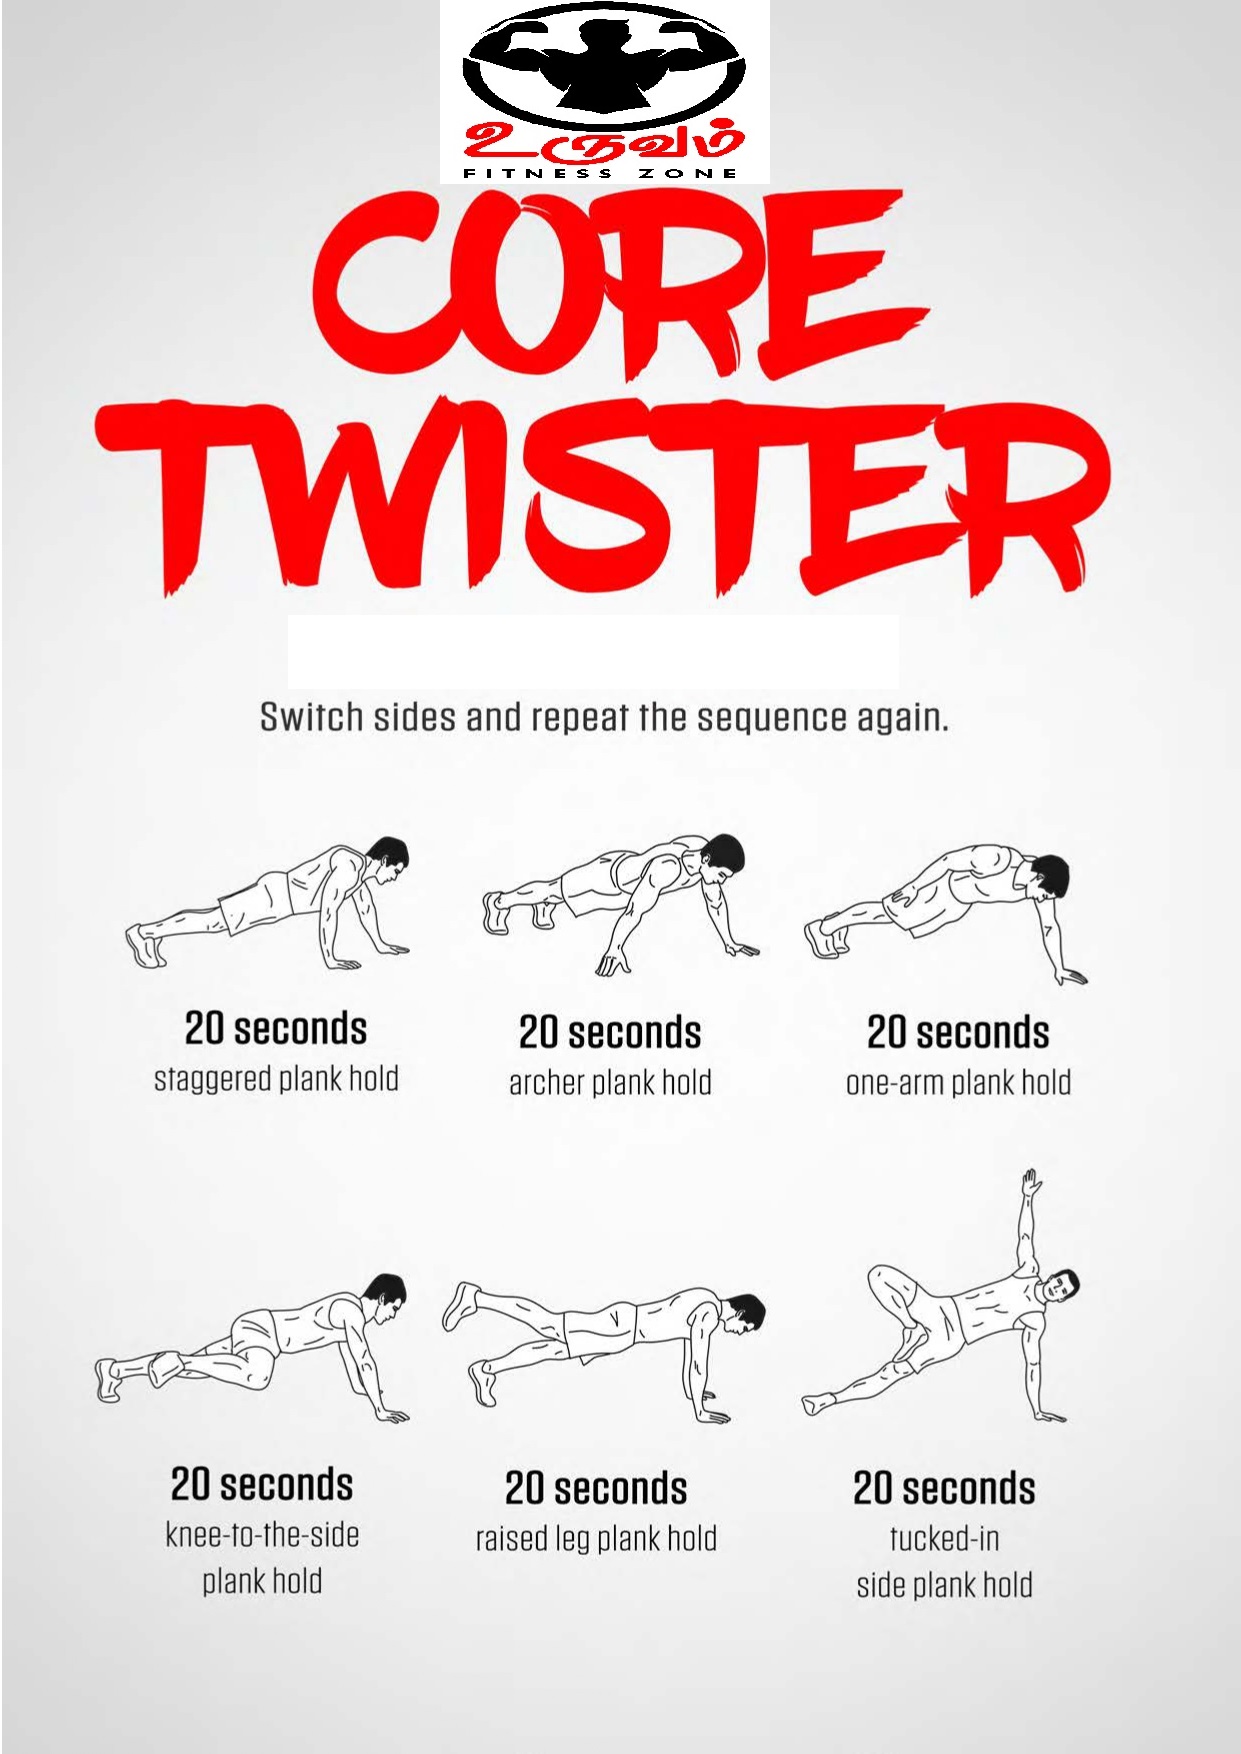 உருவம்
FITNESS ZONE
CORE
TWISTER
Switch sides and repeat the sequence again.
20 seconds
staggered plank hold
20 seconds
archer plank hold
20 seconds
one-arm plank hold
20 seconds
knee-to-the-side
plank hold
20 seconds
raised leg plank hold
20 seconds
tucked-in
side plank hold